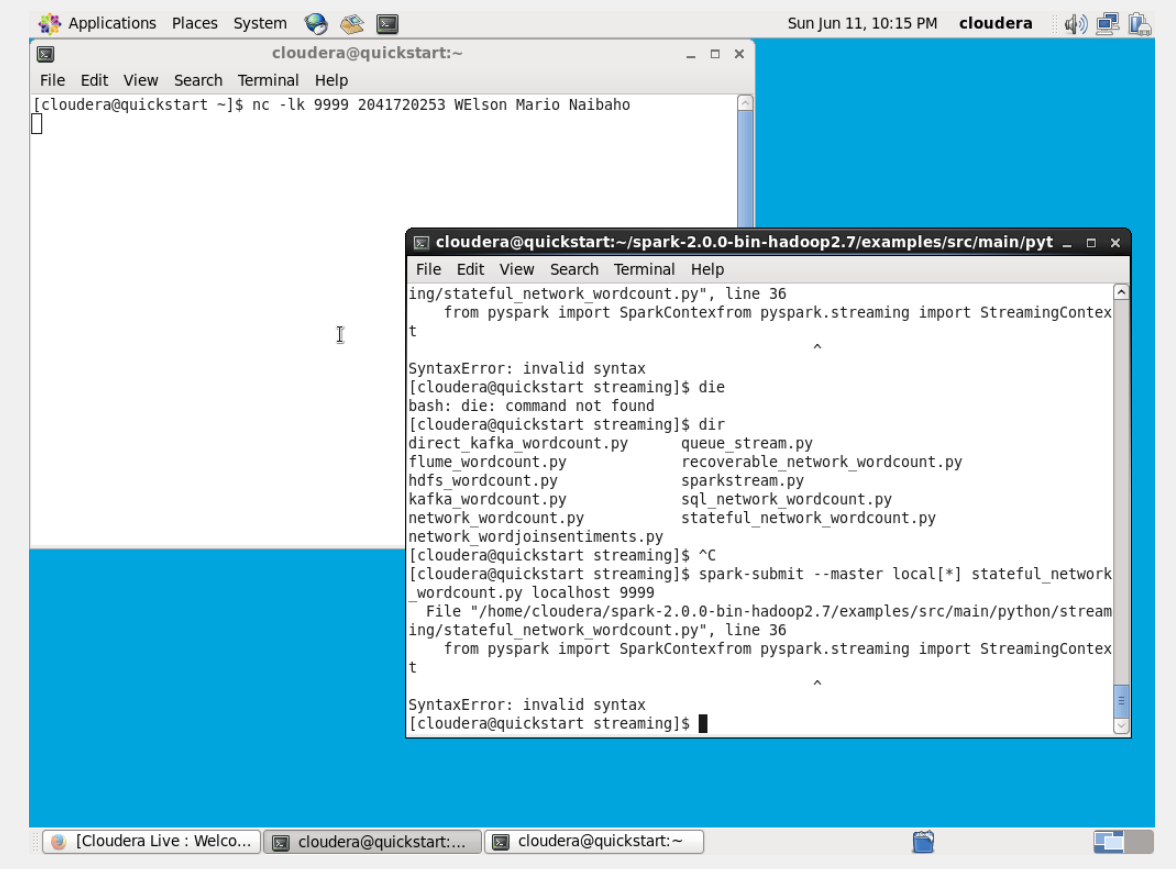 Applications Places System Sun Jun 11, 10:15 PM cloudera
cloudera@quickstart:~
File Edit View Search Terminal Help
[cloudera@quickstart ~]$ nc -lk 9999 2041720253 WElson Mario Naibaho
cloudera@quickstart:~/spark-2.0.0-bin-hadoop2.7/examples/src/main/pyt
File Edit View Search Terminal Help
ing/stateful_network_wordcount.py", line 36
    from pyspark import SparkContexfrom pyspark.streaming import StreamingContex
t
                                              ^
SyntaxError: invalid syntax
[cloudera@quickstart streaming]$ die
bash: die: command not found
[cloudera@quickstart streaming]$ dir
direct_kafka_wordcount.py      queue_stream.py
flume_wordcount.py             recoverable_network_wordcount.py
hdfs_wordcount.py              sparkstream.py
kafka_wordcount.py             sql_network_wordcount.py
network_wordcount.py           stateful_network_wordcount.py
network_wordjoinsentiments.py
[cloudera@quickstart streaming]$ ^C
[cloudera@quickstart streaming]$ spark-submit --master local[*] stateful_network
_wordcount.py localhost 9999
  File "/home/cloudera/spark-2.0.0-bin-hadoop2.7/examples/src/main/python/stream
ing/stateful_network_wordcount.py", line 36
    from pyspark import SparkContexfrom pyspark.streaming import StreamingContex
t
                                              ^
SyntaxError: invalid syntax
[cloudera@quickstart streaming]$
[Cloudera Live : Welco... cloudera@quickstart:... cloudera@quickstart:~